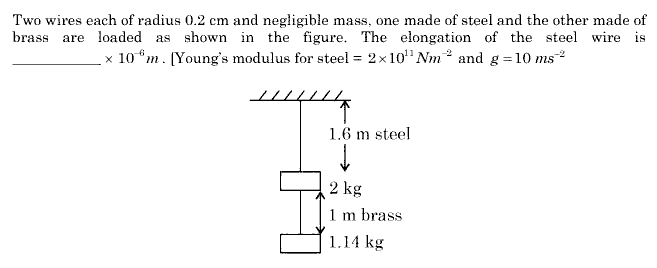 Two wires each of radius 0.2 cm and negligible mass, one made of steel and the other made of
brass are loaded as shown in the figure. The elongation of the steel wire is
__________ × 10⁻⁶ m. [Young's modulus for steel = 2×10¹¹ Nm⁻² and g = 10 ms⁻²
1.6 m steel
2 kg
1 m brass
1.14 kg